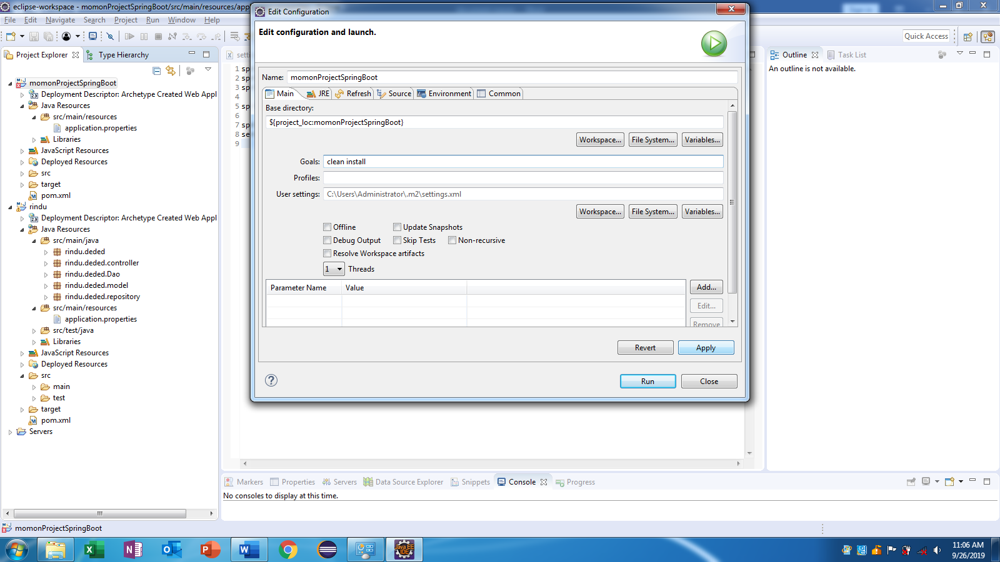 eclipse-workspace - momonProjectSpringBoot/src/main/resources/app
File Edit Navigate Search Project Run Window Help
Quick Access
Project Explorer
Type Hierarchy
momonProjectSpringBoot
Deployment Descriptor: Archetype Created Web Appl
Java Resources
src/main/resources
application.properties
Libraries
JavaScript Resources
Deployed Resources
src
target
pom.xml
rindu
Deployment Descriptor: Archetype Created Web Appl
Java Resources
src/main/java
rindu.deded
rindu.deded.controller
rindu.deded.Dao
rindu.deded.model
rindu.deded.repository
src/main/resources
application.properties
src/test/java
Libraries
JavaScript Resources
Deployed Resources
src
main
test
target
pom.xml
Servers
setti
1 sp
2 sp
3 sp
4
5 sp
6
7 sp
8 se
9
Edit Configuration
Edit configuration and launch.
Name: momonProjectSpringBoot
Main JRE Refresh Source Environment Common
Base directory:
${project_loc:momonProjectSpringBoot}
Workspace... File System... Variables...
Goals: clean install
Profiles:
User settings: C:\Users\Administrator\.m2\settings.xml
Workspace... File System... Variables...
Offline Update Snapshots
Debug Output Skip Tests Non-recursive
Resolve Workspace artifacts
1 Threads
Parameter Name Value
Add...
Edit...
Remove
Revert Apply
? Run Close
Outline
Task List
An outline is not available.
Markers Properties Servers Data Source Explorer Snippets Console Progress
No consoles to display at this time.
momonProjectSpringBoot
Java EE
IDE
11:06 AM
9/26/2019